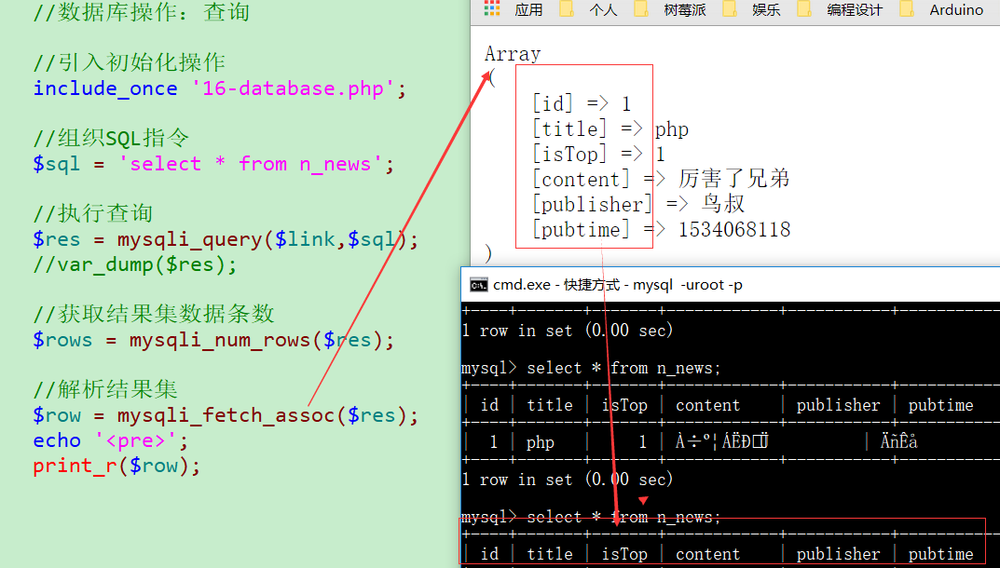 //数据库操作：查询
//引入初始化操作
include_once '16-database.php';
//组织SQL指令
$sql = 'select * from n_news';
//执行查询
$res = mysqli_query($link,$sql);
//var_dump($res);
//获取结果集数据条数
$rows = mysqli_num_rows($res);
//解析结果集
$row = mysqli_fetch_assoc($res);
echo '<pre>';
print_r($row);
应用 个人 树莓派 娱乐 编程设计 Arduino
Array
(
[id] => 1
[title] => php
[isTop] => 1
[content] => 厉害了兄弟
[publisher] => 鸟叔
[pubtime] => 1534068118
)
cmd.exe - 快捷方式 - mysql -uroot -p
1 row in set (0.00 sec)
mysql> select * from n_news;
| id | title | isTop | content | publisher | pubtime
| 1 | php | 1 | À÷º¦ÁËÐÖÜ | ÄñÊå
1 row in set (0.00 sec)
mysql> select * from n_news;
| id | title | isTop | content | publisher | pubtime